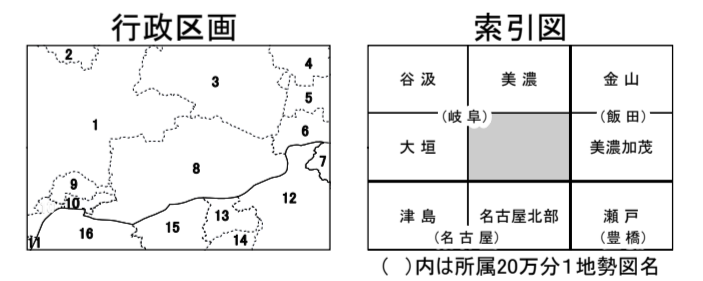 行政区画
2
4
3
5
1
6
7
8
9
12
10
13
15
11
16
14
索引図
谷汲 美濃 金山
(岐阜) (飯田)
大垣 美濃加茂
津島 名古屋北部 瀬戸
(名古屋) (豊橋)
( )内は所属20万分1地勢図名